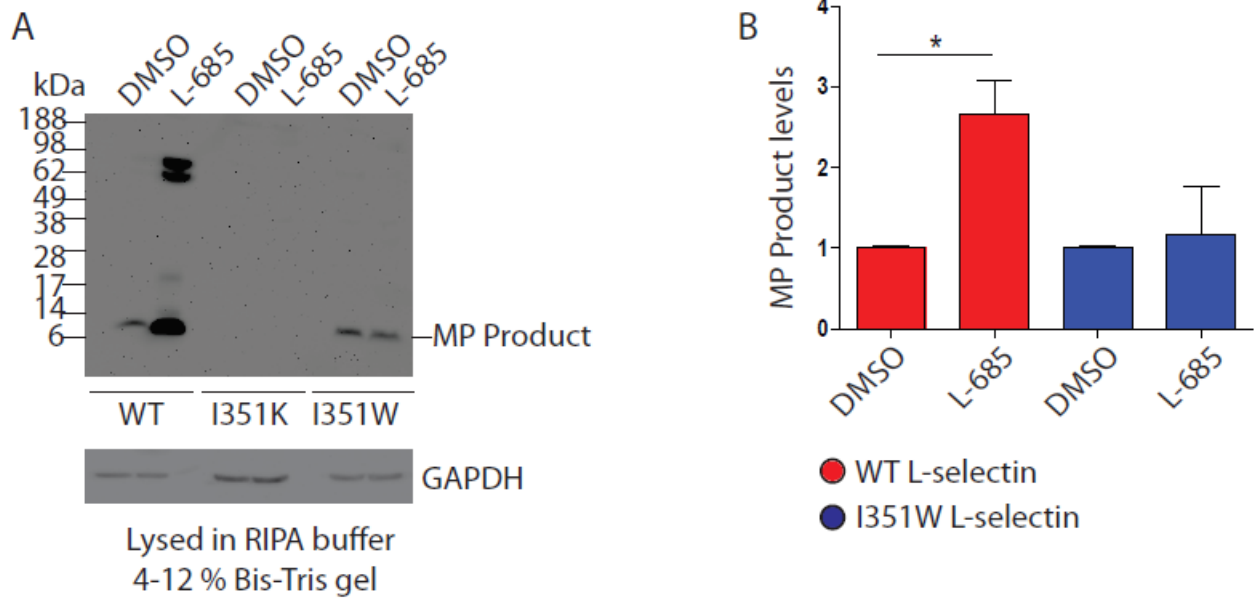 A
kDa
DMSO
L-685
DMSO
L-685
DMSO
L-685
188
98
62
49
38
28
17
14
6
MP Product
WT I351K I351W
GAPDH
Lysed in RIPA buffer
4-12 % Bis-Tris gel
B
MP Product levels
4
3
2
1
0
*
DMSO
L-685
DMSO
L-685
WT L-selectin
I351W L-selectin